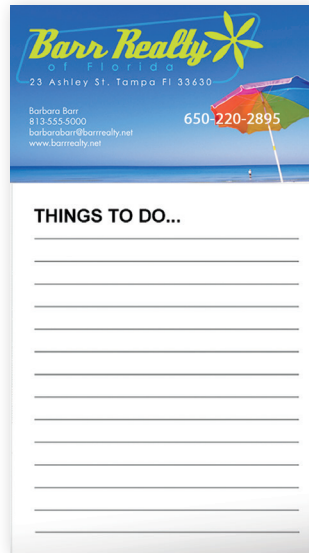 Barr Realty
of Florida
23 Ashley St. Tampa Fl 33630
Barbara Barr
813-555-5000
barbarabarr@barrrealty.net
www.barrrealty.net
650-220-2895
THINGS TO DO...